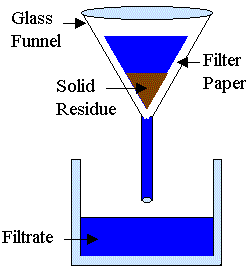 Glass
Funnel
Filter
Paper
Solid
Residue
Filtrate